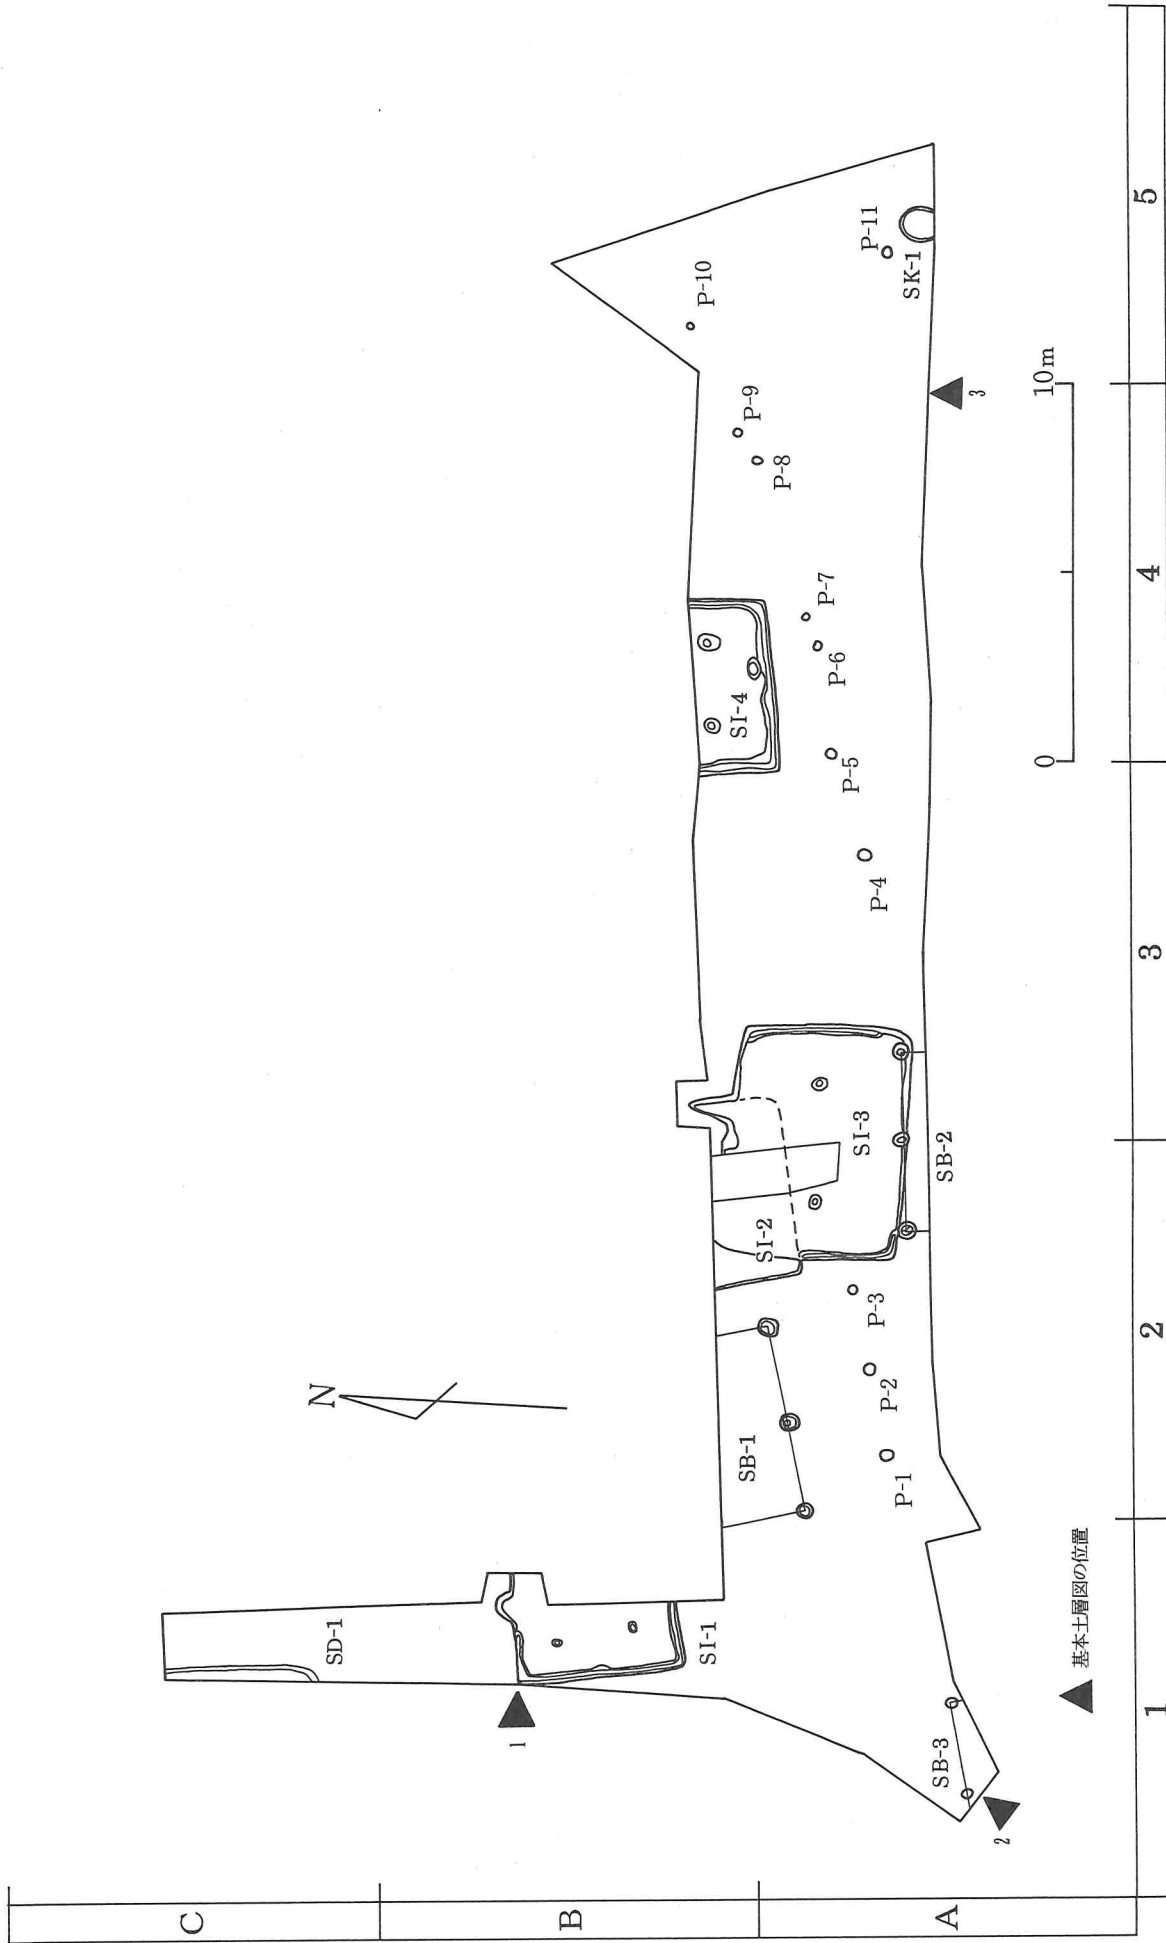 C
B
A
1
2
3
4
5
N
SD-1
SI-1
1
SB-3
2
基本土層図の位置
SB-1
P-1
P-2
P-3
SI-2
SI-3
SB-2
P-4
P-5
SI-4
P-6
P-7
P-8
P-9
P-10
P-11
SK-1
3
0
10m